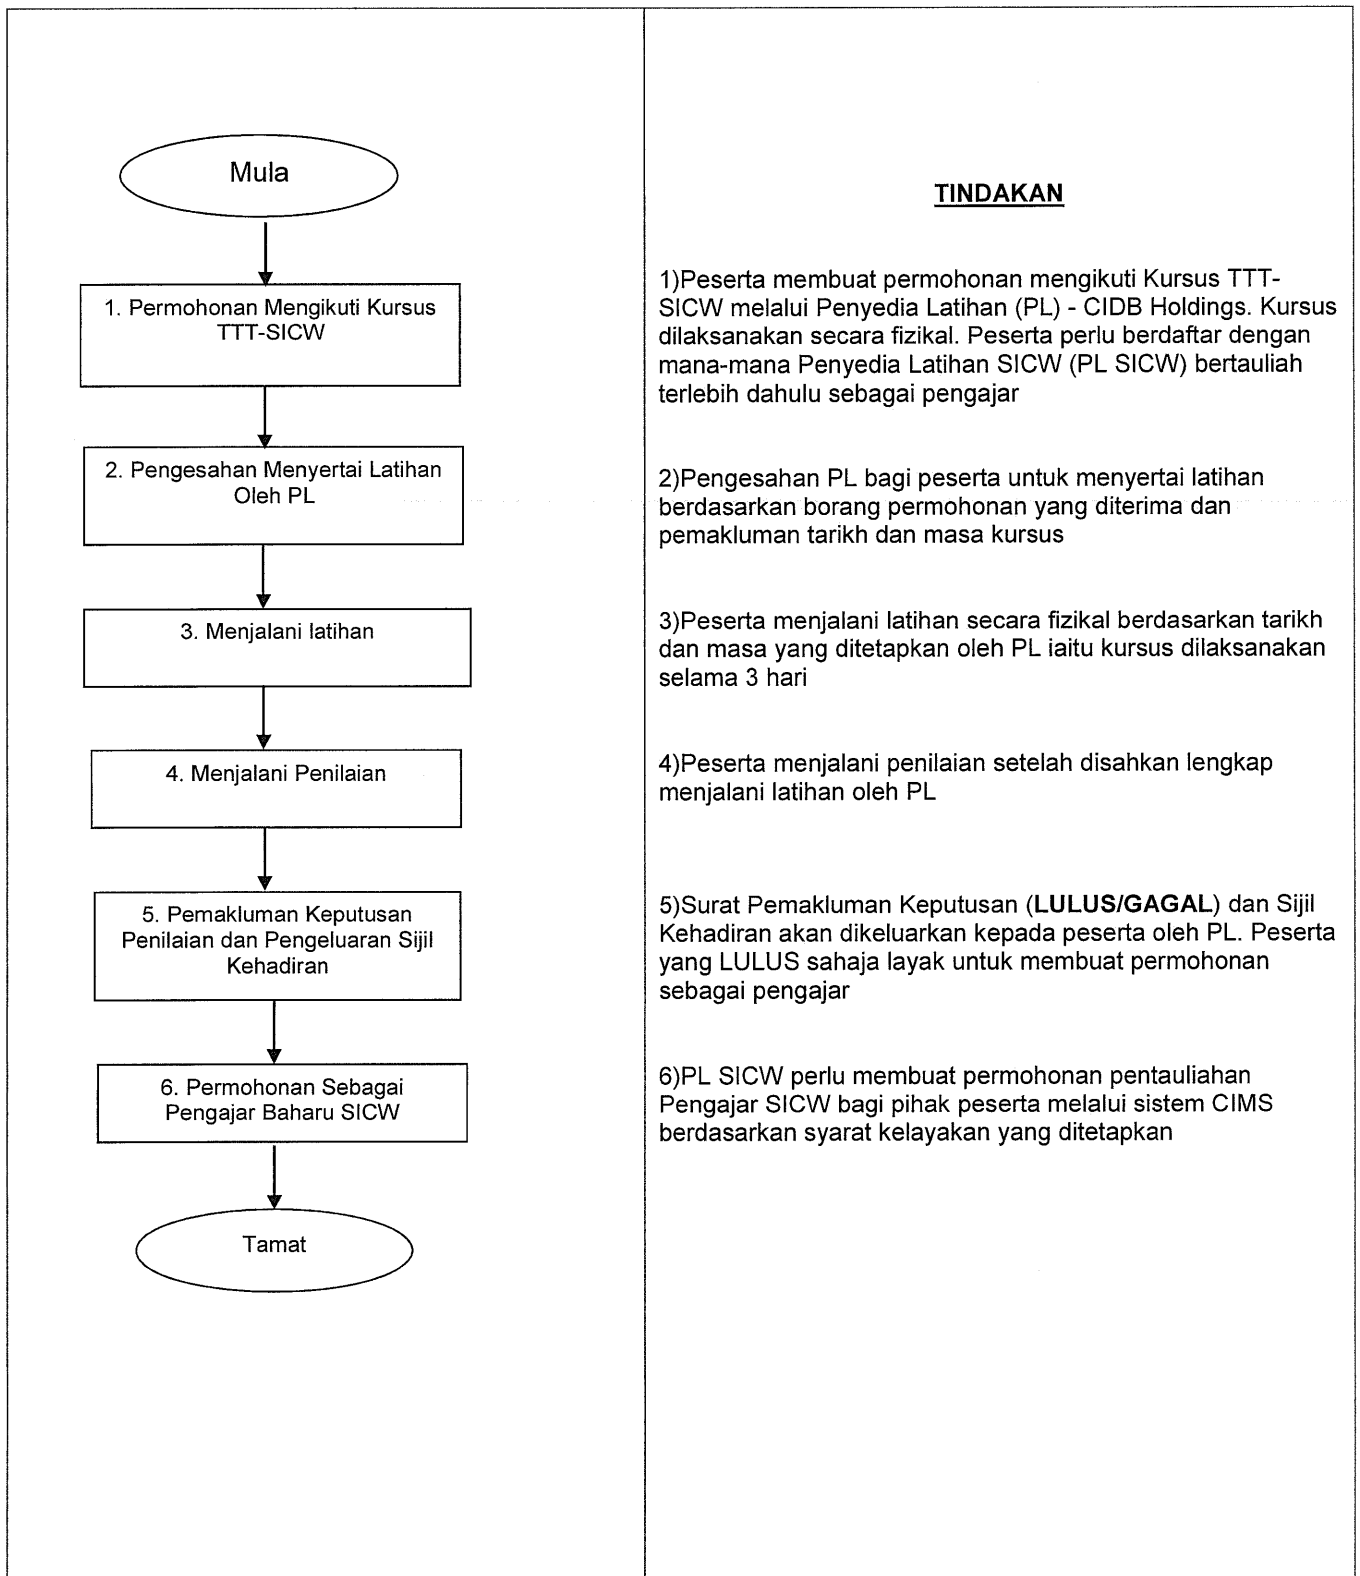 Mula
1. Permohonan Mengikuti Kursus
TTT-SICW
2. Pengesahan Menyertai Latihan
Oleh PL
3. Menjalani latihan
4. Menjalani Penilaian
5. Pemakluman Keputusan
Penilaian dan Pengeluaran Sijil
Kehadiran
6. Permohonan Sebagai
Pengajar Baharu SICW
Tamat
TINDAKAN
1)Peserta membuat permohonan mengikuti Kursus TTT-
SICW melalui Penyedia Latihan (PL) - CIDB Holdings. Kursus
dilaksanakan secara fizikal. Peserta perlu berdaftar dengan
mana-mana Penyedia Latihan SICW (PL SICW) bertauliah
terlebih dahulu sebagai pengajar
2)Pengesahan PL bagi peserta untuk menyertai latihan
berdasarkan borang permohonan yang diterima dan
pemakluman tarikh dan masa kursus
3)Peserta menjalani latihan secara fizikal berdasarkan tarikh
dan masa yang ditetapkan oleh PL iaitu kursus dilaksanakan
selama 3 hari
4)Peserta menjalani penilaian setelah disahkan lengkap
menjalani latihan oleh PL
5)Surat Pemakluman Keputusan (LULUS/GAGAL) dan Sijil
Kehadiran akan dikeluarkan kepada peserta oleh PL. Peserta
yang LULUS sahaja layak untuk membuat permohonan
sebagai pengajar
6)PL SICW perlu membuat permohonan pentauliahan
Pengajar SICW bagi pihak peserta melalui sistem CIMS
berdasarkan syarat kelayakan yang ditetapkan